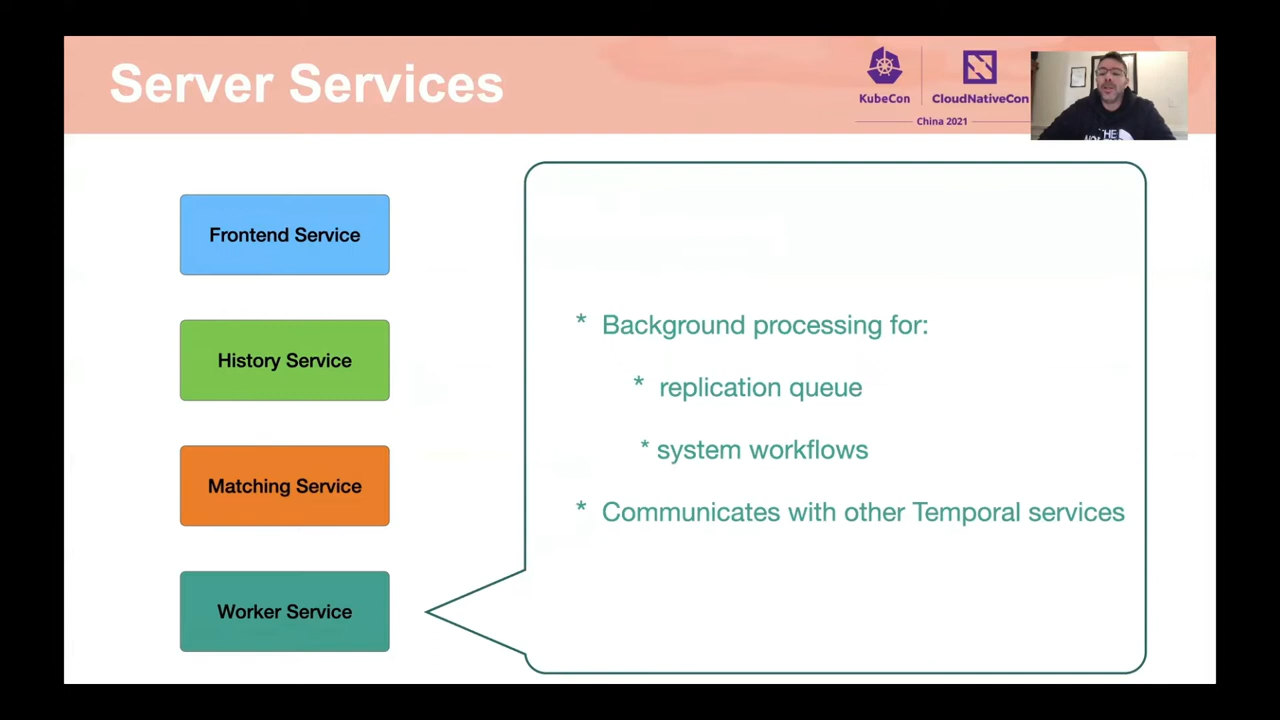 Server Services
KubeCon
CloudNativeCon
China 2021
THE
Frontend Service
History Service
Matching Service
Worker Service
* Background processing for:
* replication queue
* system workflows
* Communicates with other Temporal services